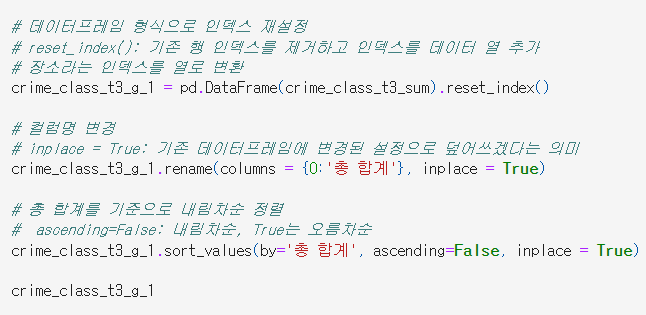 # 데이터프레임 형식으로 인덱스 재설정
# reset_index(): 기존 행 인덱스를 제거하고 인덱스를 데이터 열 추가
# 장소라는 인덱스를 열로 변환
crime_class_t3_g_1 = pd.DataFrame(crime_class_t3_sum).reset_index()
# 컬럼명 변경
# inplace = True: 기존 데이터프레임에 변경된 설정으로 덮어쓰겠다는 의미
crime_class_t3_g_1.rename(columns = {0:'총 합계'}, inplace = True)
# 총 합계를 기준으로 내림차순 정렬
#  ascending=False: 내림차순, True는 오름차순
crime_class_t3_g_1.sort_values(by='총 합계', ascending=False, inplace = True)
crime_class_t3_g_1